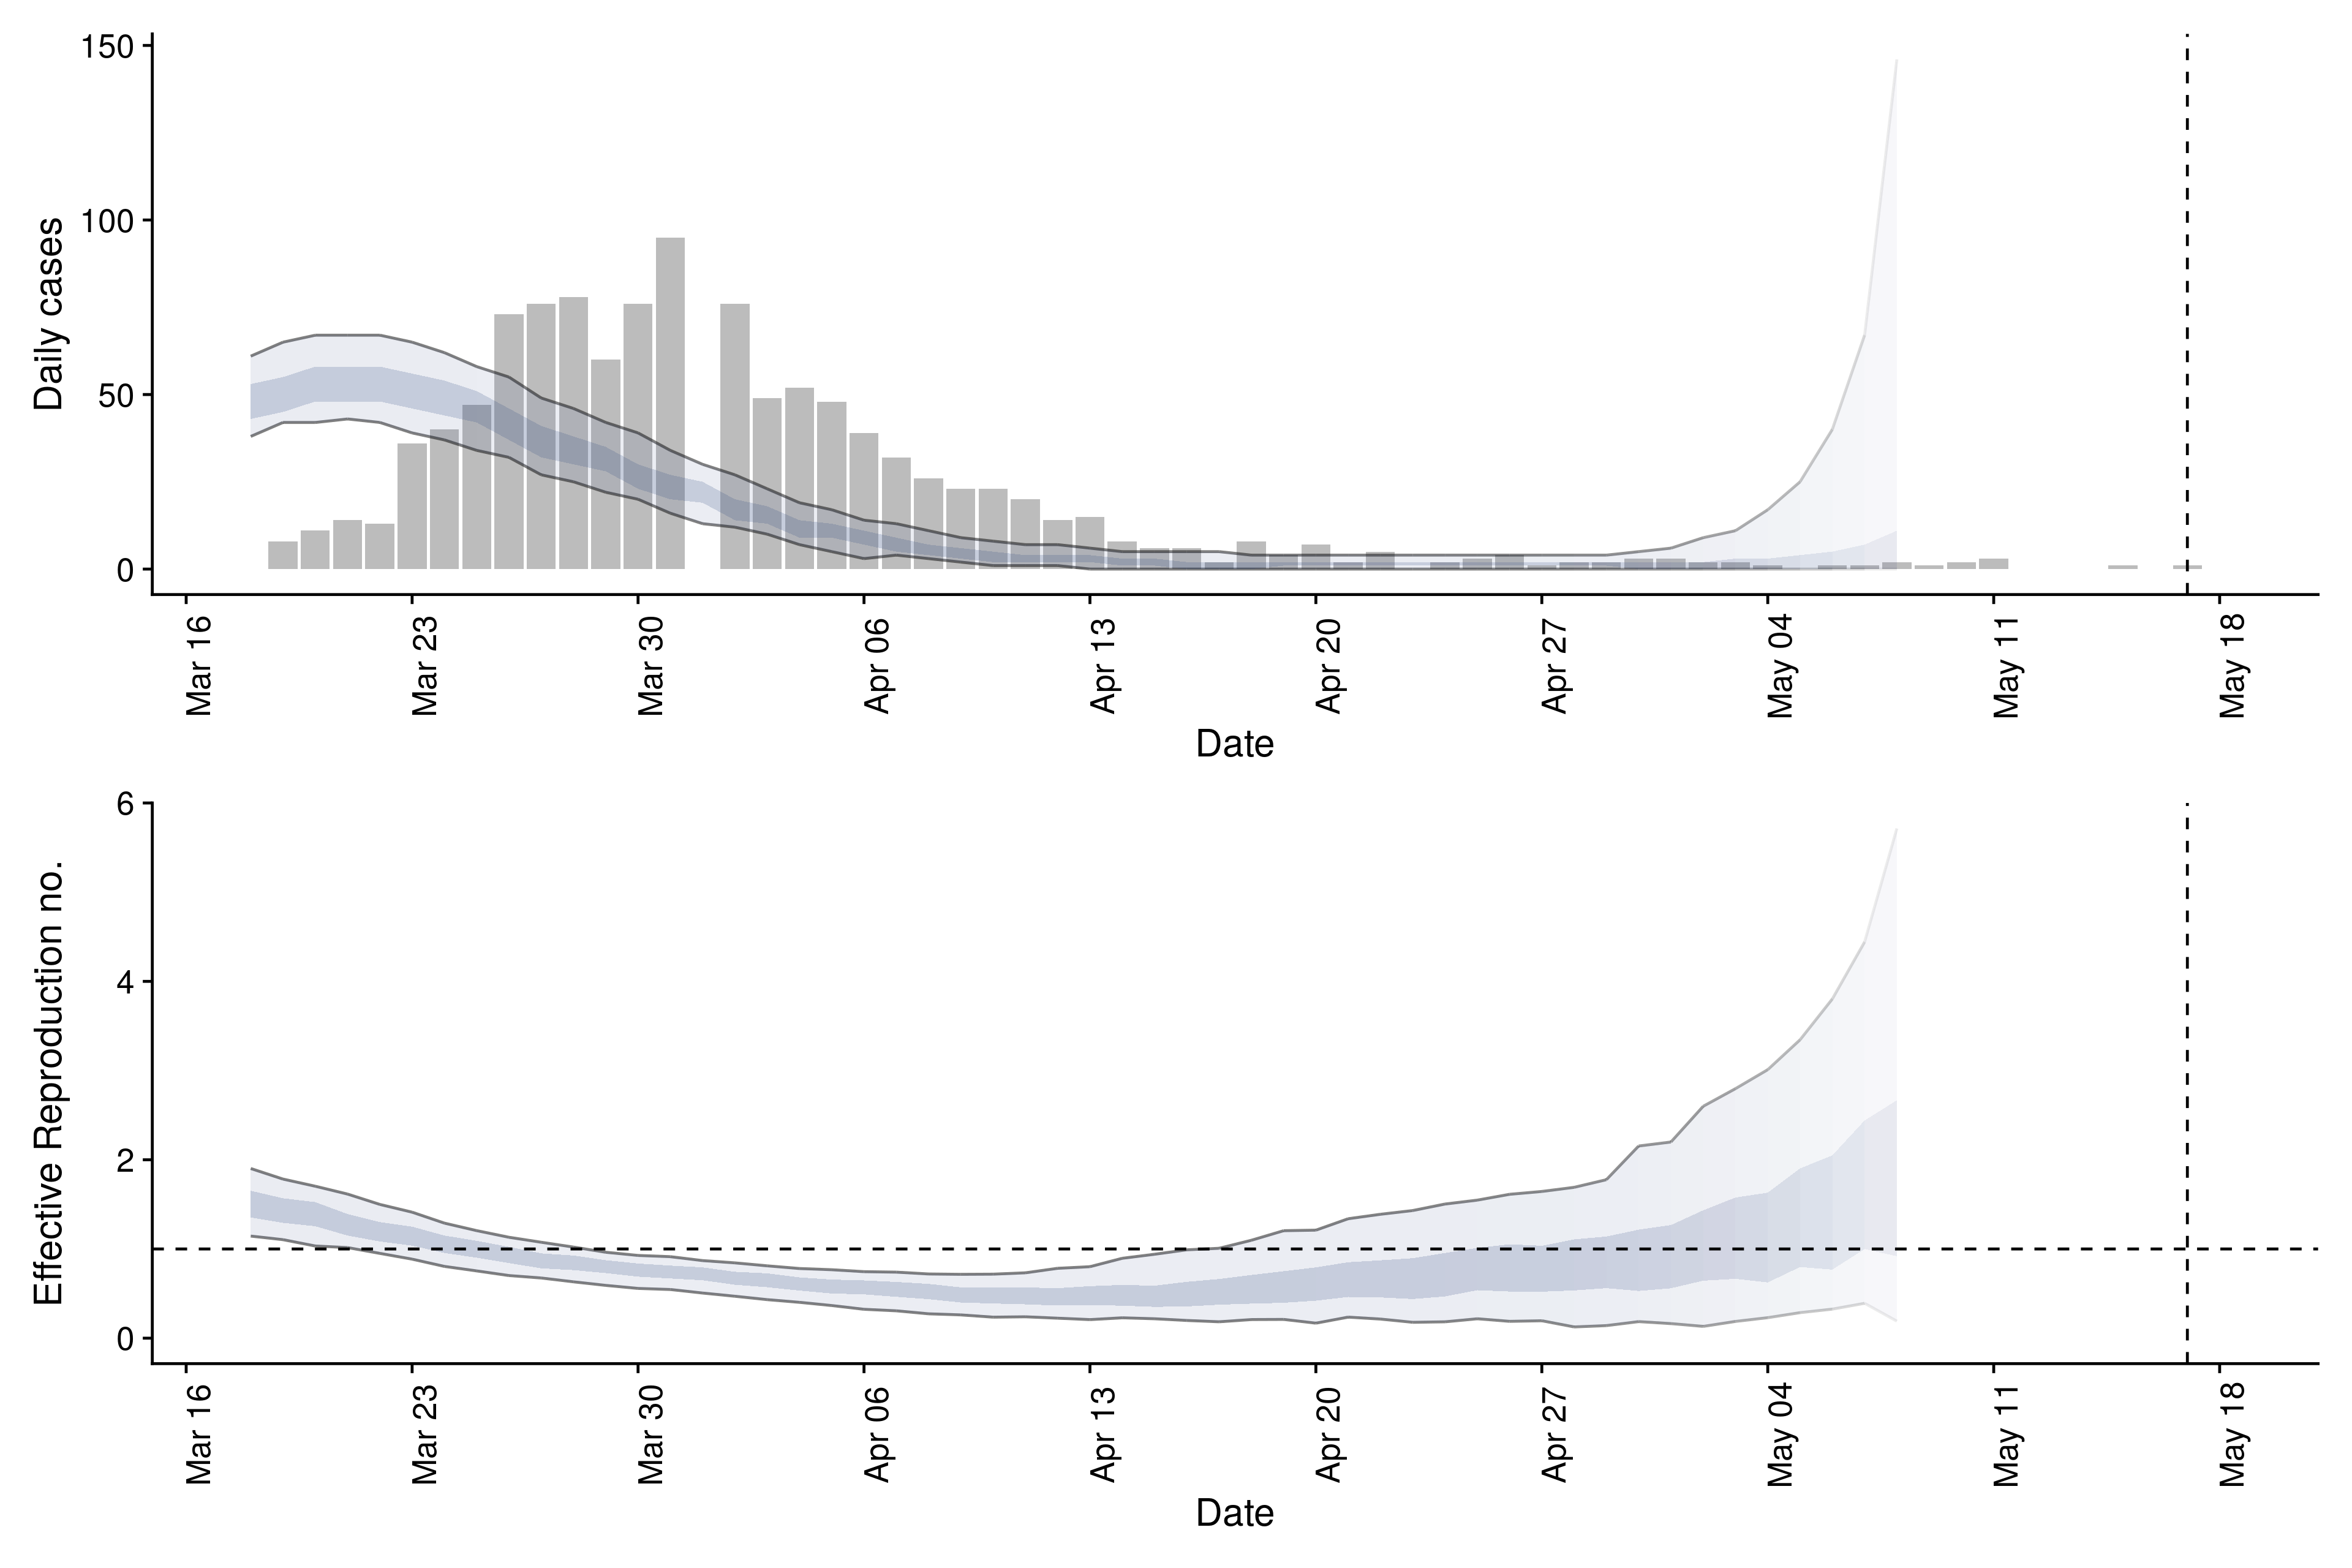 Daily cases
150
100
50
0
Mar 16
Mar 23
Mar 30
Apr 06
Apr 13
Apr 20
Apr 27
May 04
May 11
May 18
Date
Effective Reproduction no.
6
4
2
0
Mar 16
Mar 23
Mar 30
Apr 06
Apr 13
Apr 20
Apr 27
May 04
May 11
May 18
Date